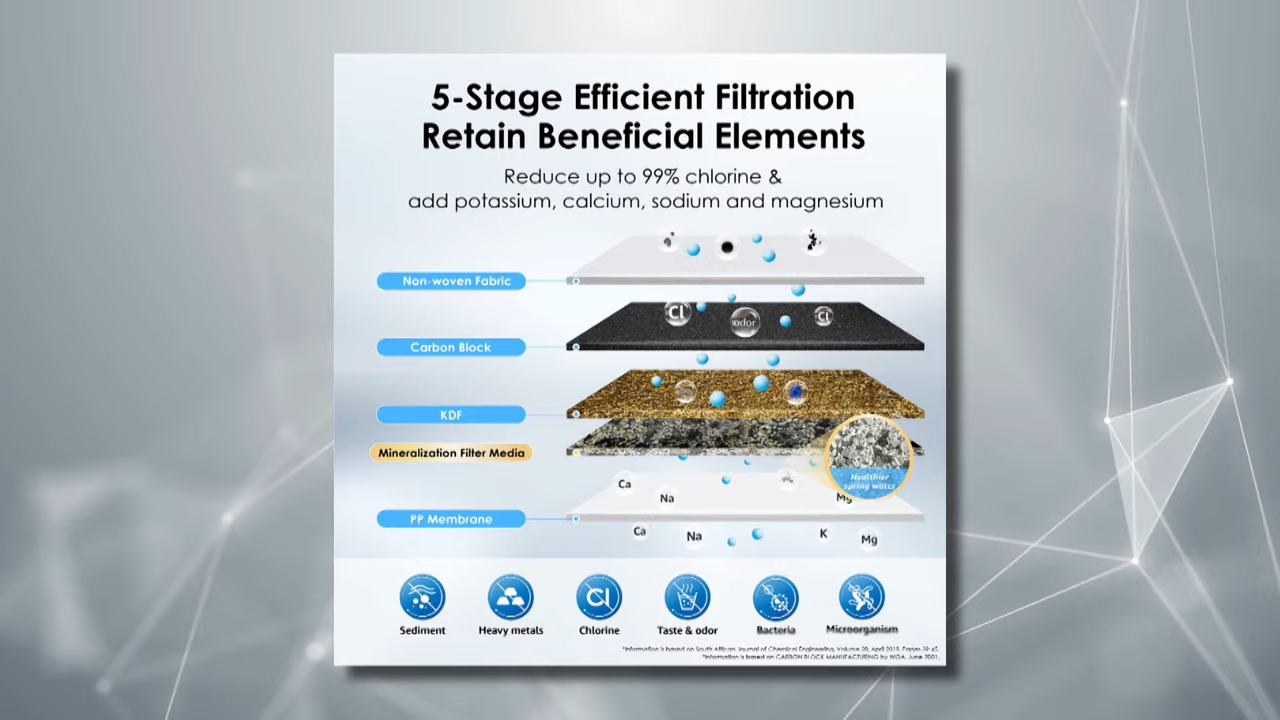 5-Stage Efficient Filtration
Retain Beneficial Elements
Reduce up to 99% chlorine &
add potassium, calcium, sodium and magnesium
Non-woven Fabric
Cl
odor
Cl
Carbon Block
KDF
Mineralization Filter Media
Healthier
spring water
Ca
Na
Mg
PP Membrane
Ca
Na
K
Mg
Cl
Sediment
Heavy metals
Chlorine
Taste & odor
Bacteria
Microorganism
*Information is based on South African Journal of Chemical Engineering, Volume 29, April 2019, Pages
*Information is based on CARBON BLOCK MANUFACTURING by WQA. June 2001.